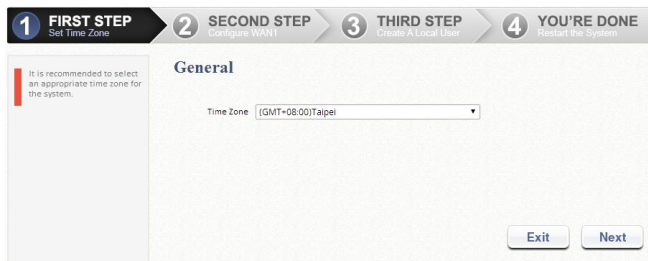 1 FIRST STEP
Set Time Zone
2 SECOND STEP
Configure WAN1
3 THIRD STEP
Create A Local User
4 YOU'RE DONE
Restart the System
It is recommended to select
an appropriate time zone for
the system.
General
Time Zone (GMT+08:00)Taipei
Exit Next